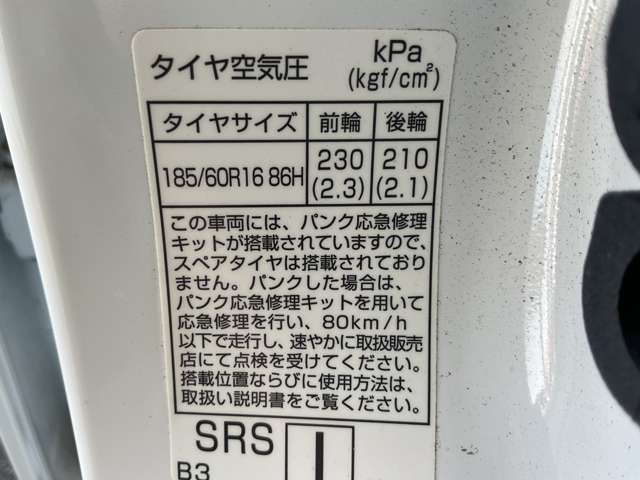 タイヤ空気圧 kPa
(kgf/cm²)
タイヤサイズ 前輪 後輪
185/60R16 86H 230 210
(2.3) (2.1)
この車両には、パンク応急修理
キットが搭載されていますので、
スペアタイヤは搭載されており
ません。パンクした場合は、
パンク応急修理キットを用いて
応急修理を行い、80km/h
以下で走行し、速やかに取扱販売
店にて点検を受けてください。
搭載位置ならびに使用方法は、
取扱い説明書をご覧ください。
SRS
B3